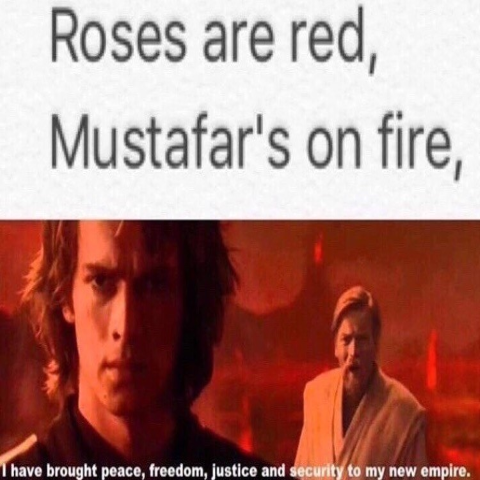 Roses are red,
Mustafar's on fire,
I have brought peace, freedom, justice and security to my new empire.